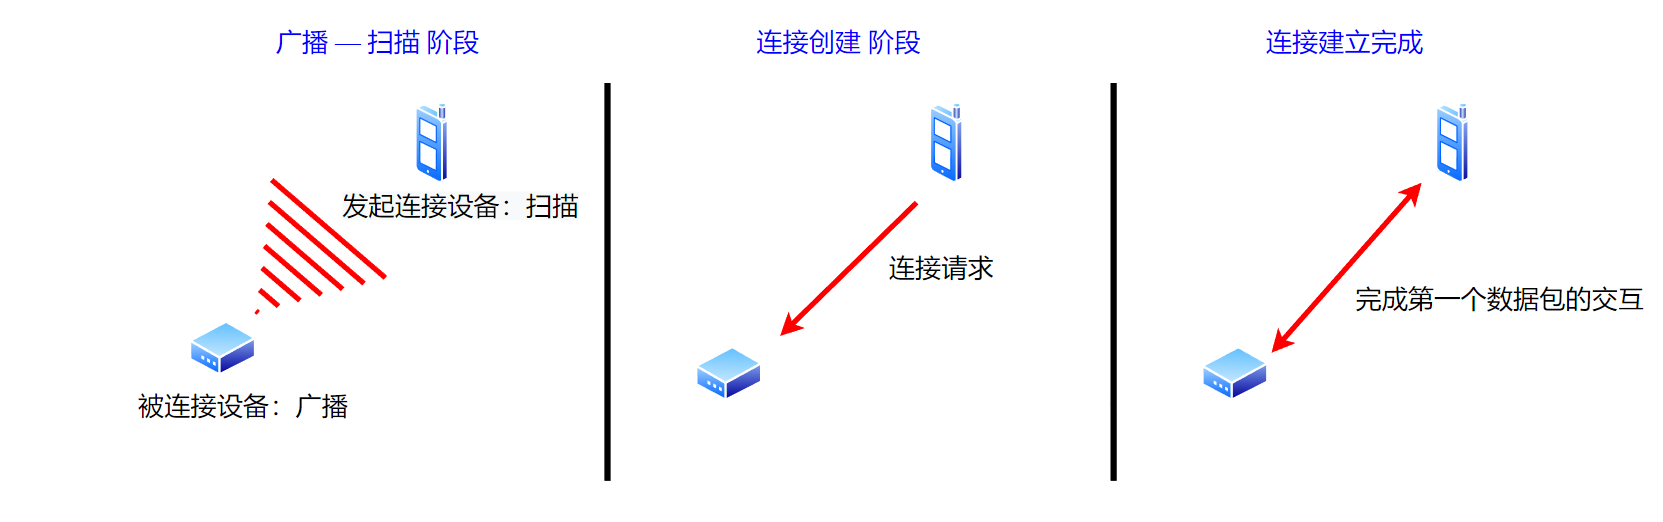 广播 — 扫描 阶段
连接创建 阶段
连接建立完成
发起连接设备：扫描
被连接设备：广播
连接请求
完成第一个数据包的交互